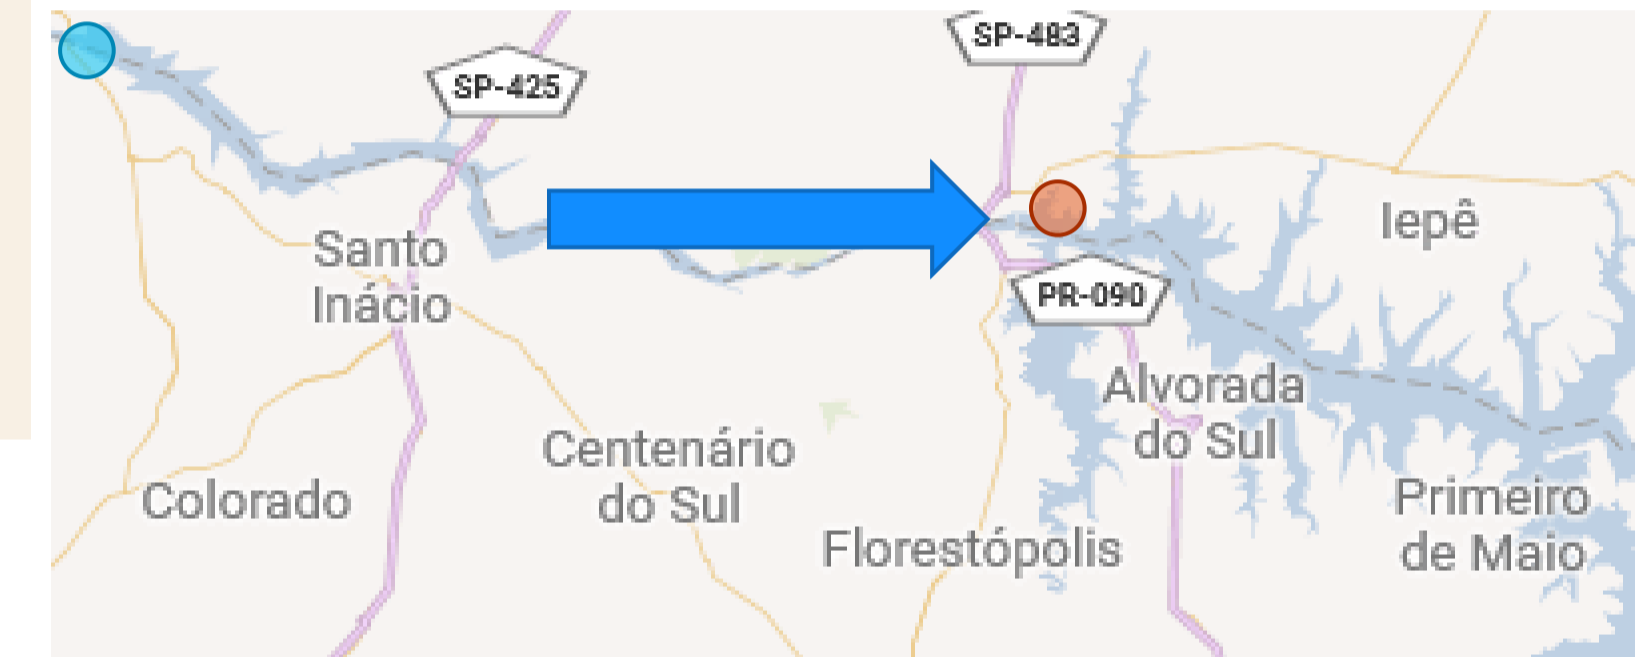 SP-483
SP-425
Iepê
Santo
Inácio
PR-090
Alvorada
do Sul
Centenário
do Sul
Colorado
Primeiro
de Maio
Florestópolis